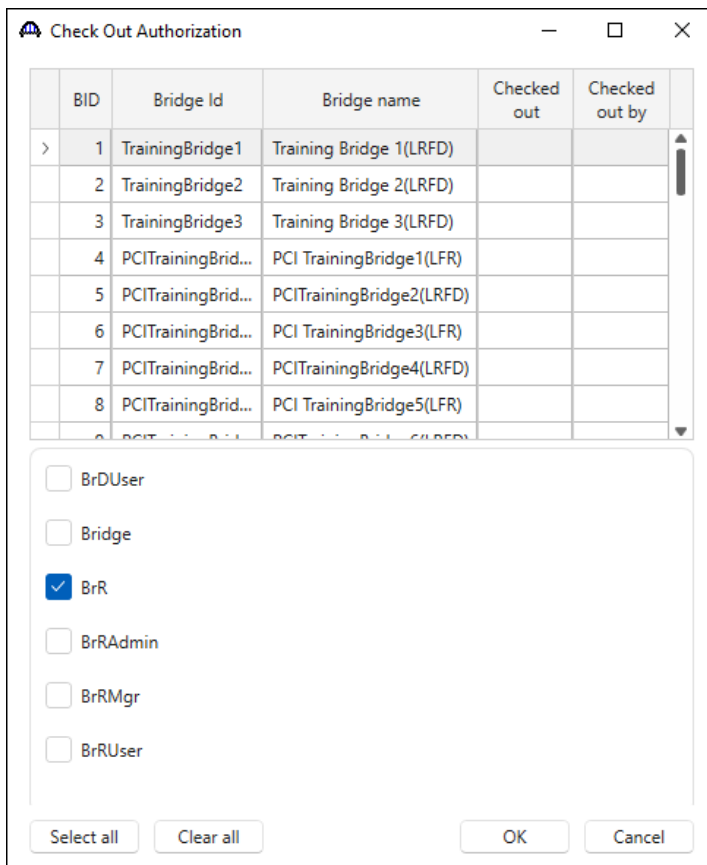 Check Out Authorization
BID Bridge Id Bridge name Checked out Checked out by
1 TrainingBridge1 Training Bridge 1(LRFD)
2 TrainingBridge2 Training Bridge 2(LRFD)
3 TrainingBridge3 Training Bridge 3(LRFD)
4 PCITrainingBrid... PCI TrainingBridge1(LFR)
5 PCITrainingBrid... PCITrainingBridge2(LRFD)
6 PCITrainingBrid... PCI TrainingBridge3(LFR)
7 PCITrainingBrid... PCITrainingBridge4(LRFD)
8 PCITrainingBrid... PCI TrainingBridge5(LFR)
BrDUser
Bridge
BrR
BrRAdmin
BrRMgr
BrRUser
Select all Clear all OK Cancel